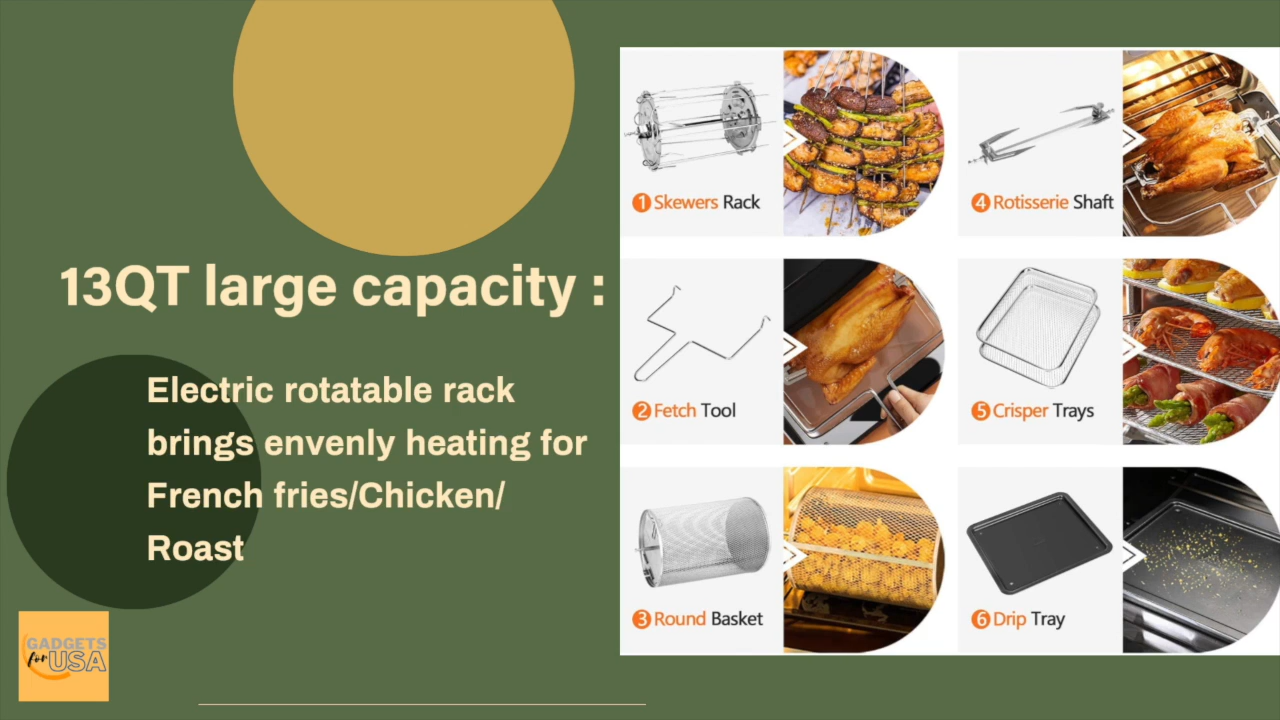 13QT large capacity :
Electric rotatable rack
brings envenly heating for
French fries/Chicken/
Roast
GADGETS
for USA
1 Skewers Rack
4 Rotisserie Shaft
2 Fetch Tool
5 Crisper Trays
3 Round Basket
6 Drip Tray